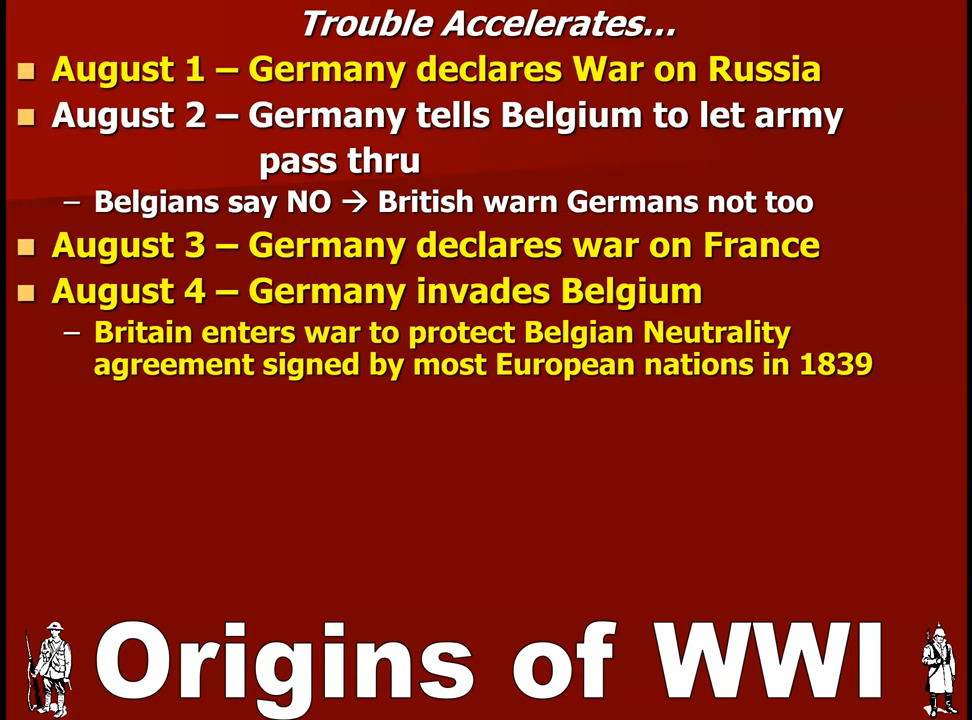 Trouble Accelerates...
August 1 – Germany declares War on Russia
August 2 – Germany tells Belgium to let army
pass thru
– Belgians say NO → British warn Germans not too
August 3 – Germany declares war on France
August 4 – Germany invades Belgium
– Britain enters war to protect Belgian Neutrality
agreement signed by most European nations in 1839
Origins of WWI